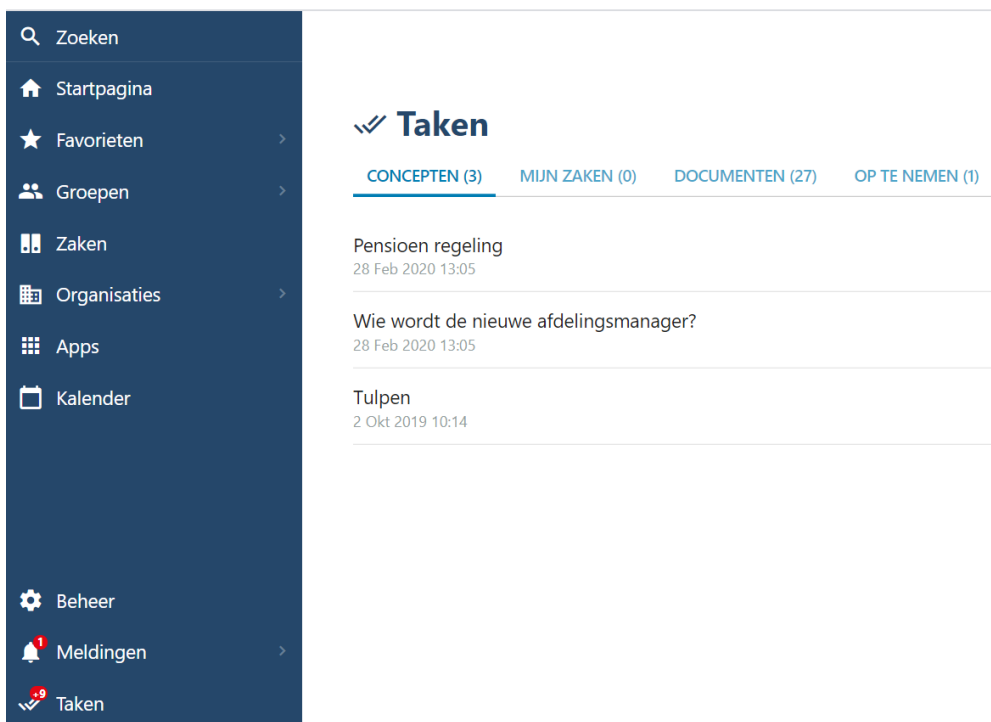 Zoeken
Startpagina
Favorieten
Groepen
Zaken
Organisaties
Apps
Kalender
Beheer
1
Meldingen
+9
Taken
Taken
CONCEPTEN (3) MIJN ZAKEN (0) DOCUMENTEN (27) OP TE NEMEN (1)
Pensioen regeling
28 Feb 2020 13:05
Wie wordt de nieuwe afdelingsmanager?
28 Feb 2020 13:05
Tulpen
2 Okt 2019 10:14